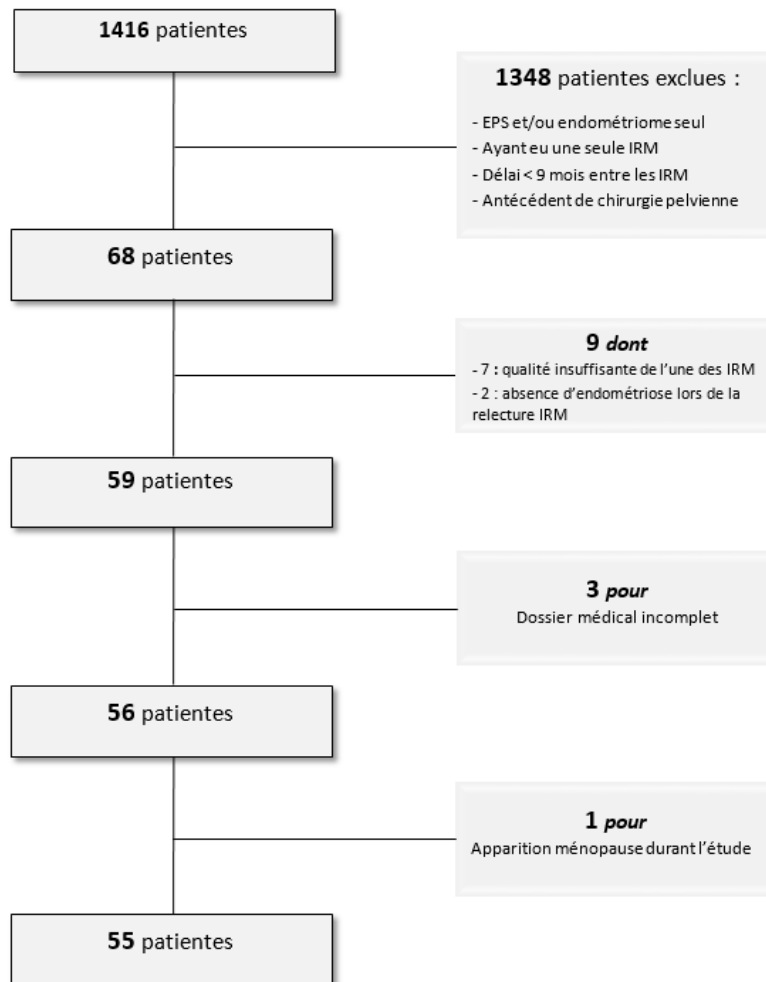 1416 patientes
1348 patientes exclues :
- EPS et/ou endométriome seul
- Ayant eu une seule IRM
- Délai < 9 mois entre les IRM
- Antécédent de chirurgie pelvienne
68 patientes
9 dont
- 7 : qualité insuffisante de l'une des IRM
- 2 : absence d'endométriose lors de la
relecture IRM
59 patientes
3 pour
Dossier médical incomplet
56 patientes
1 pour
Apparition ménopause durant l'étude
55 patientes